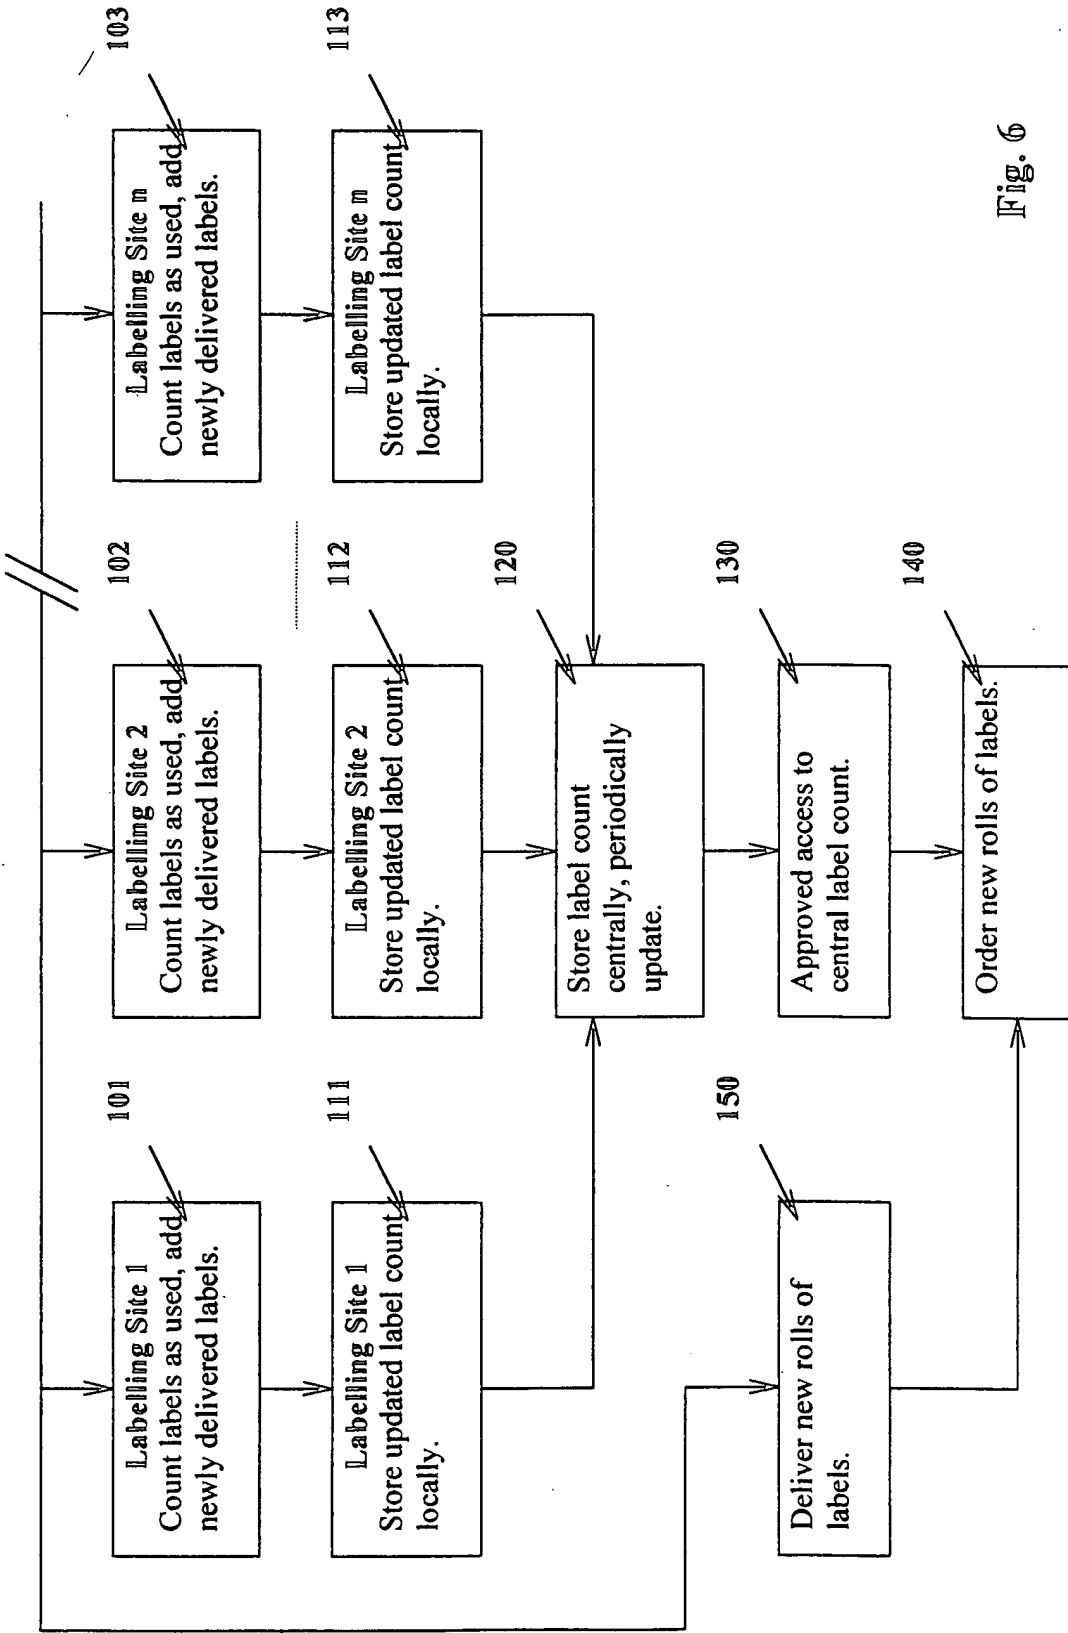 101
Labelling Site 1
Count labels as used, add
newly delivered labels.
102
Labelling Site 2
Count labels as used, add
newly delivered labels.
103
Labelling Site n
Count labels as used, add
newly delivered labels.
111
Labelling Site 1
Store updated label count
locally.
112
Labelling Site 2
Store updated label count
locally.
113
Labelling Site n
Store updated label count
locally.
120
Store label count
centrally, periodically
update.
150
Deliver new rolls of
labels.
130
Approved access to
central label count.
140
Order new rolls of labels.
Fig. 6